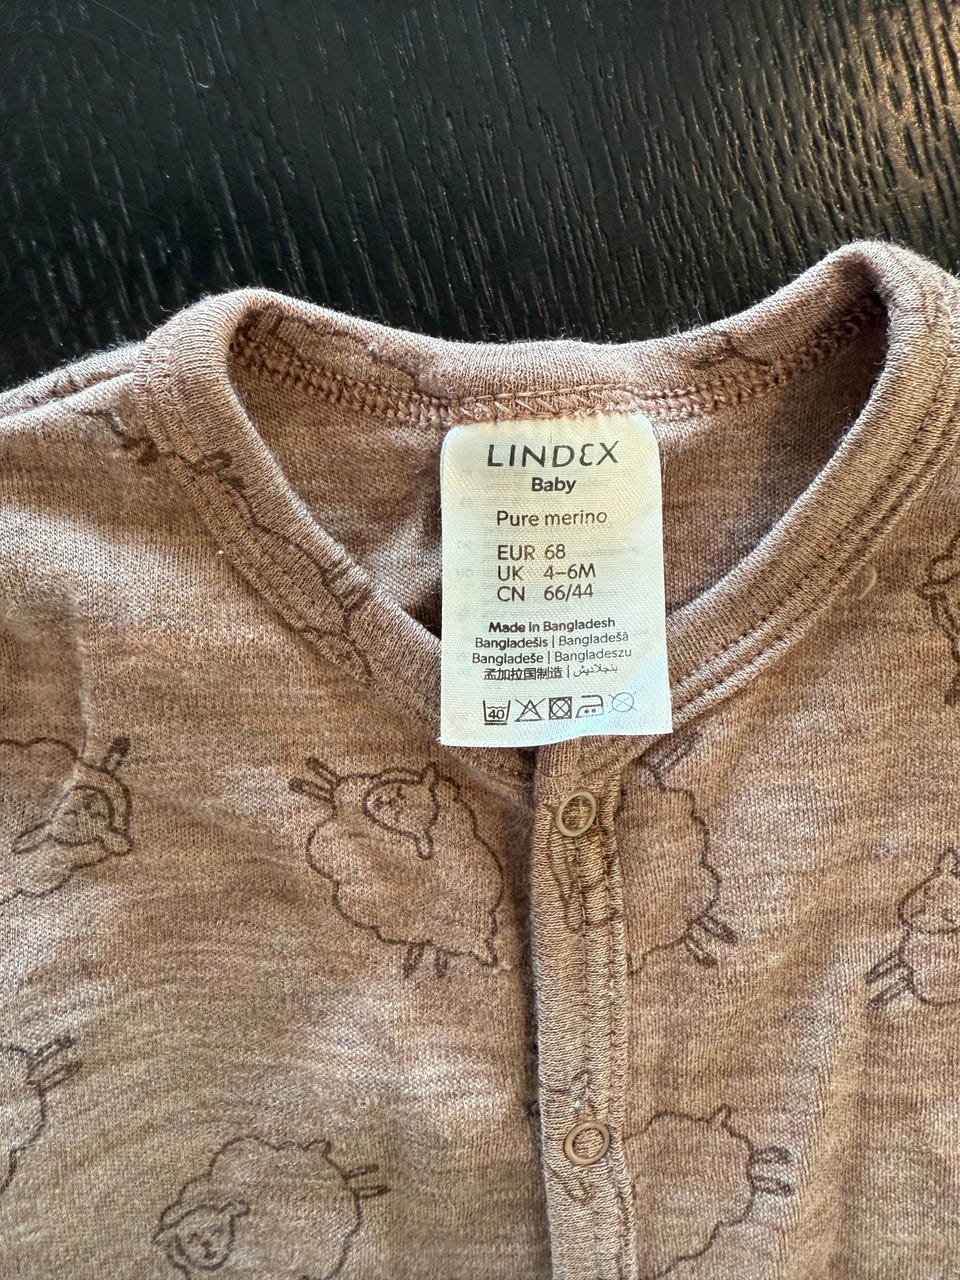 LINDEX
Baby
Pure merino
EUR 68
UK 4–6M
CN 66/44
Made in Bangladesh
Bangladešis | Bangladešā
Bangladeše | Bangladeszu
孟加拉国制造 | بنجلاديش
40